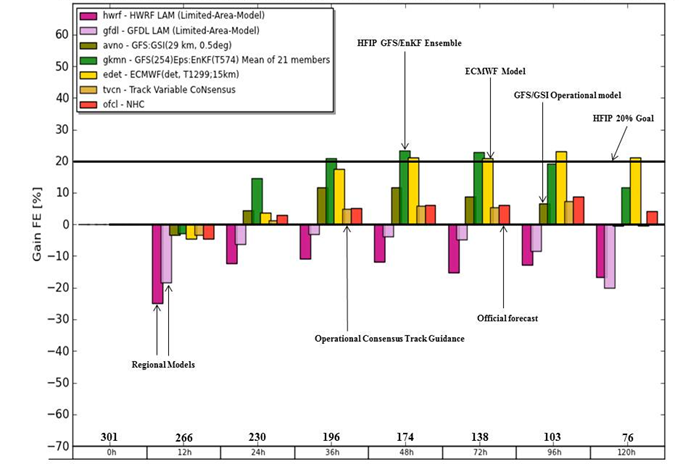 hwrf - HWRF LAM (Limited-Area-Model)
gfdl - GFDL LAM (Limited-Area-Model)
avno - GFS:GSI(29 km, 0.5deg)
gkmn - GFS(254)Eps:EnKF(T574) Mean of 21 members
edet - ECMWF(det, T1299;15km)
tvcn - Track Variable CoNsensus
ofcl - NHC
HFIP GFS/EnKF Ensemble
ECMWF Model
GFS/GSI Operational model
HFIP 20% Goal
Gain FE [%]
60
50
40
30
20
10
0
−10
−20
−30
−40
−50
−60
−70
Official forecast
Operational Consensus Track Guidance
Regional Models
301 266 230 196 174 138 103 76
0h 12h 24h 36h 48h 72h 96h 120h